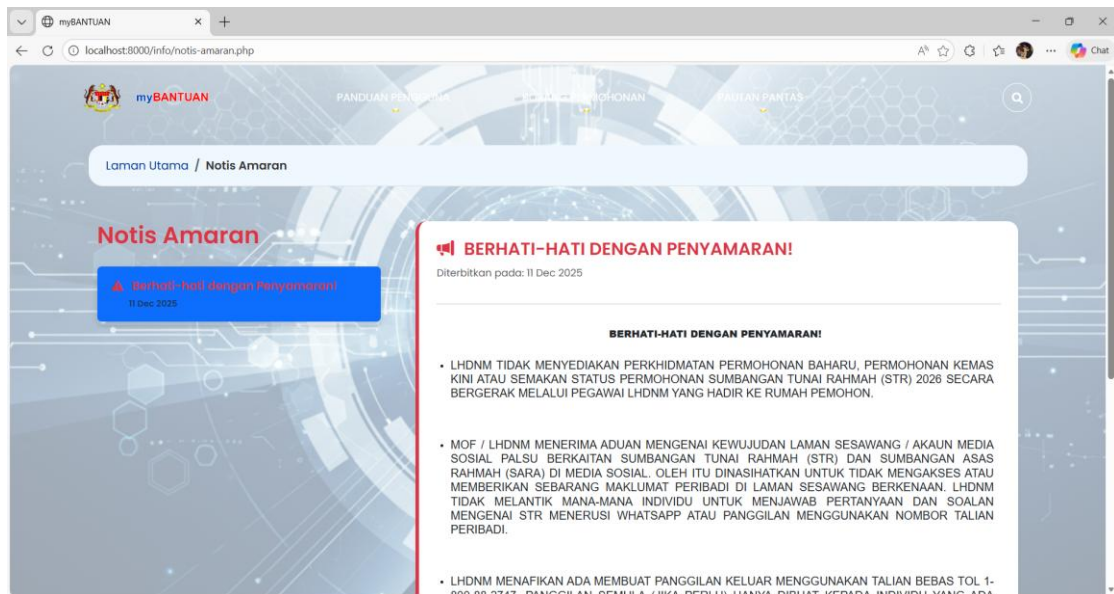 myBANTUAN
localhost:8000/info/notis-amaran.php
Chat
myBANTUAN
PANDUAN PENGGUNA
PAUTAN PANTAS
Laman Utama / Notis Amaran
Notis Amaran
Berhati-hati dengan Penyamaran!
11 Dec 2025
BERHATI-HATI DENGAN PENYAMARAN!
Diterbitkan pada: 11 Dec 2025
BERHATI-HATI DENGAN PENYAMARAN!
• LHDNM TIDAK MENYEDIAKAN PERKHIDMATAN PERMOHONAN BAHARU, PERMOHONAN KEMAS
KINI ATAU SEMAKAN STATUS PERMOHONAN SUMBANGAN TUNAI RAHMAH (STR) 2026 SECARA
BERGERAK MELALUI PEGAWAI LHDNM YANG HADIR KE RUMAH PEMOHON.
• MOF / LHDNM MENERIMA ADUAN MENGENAI KEWUJUDAN LAMAN SESAWANG / AKAUN MEDIA
SOSIAL PALSU BERKAITAN SUMBANGAN TUNAI RAHMAH (STR) DAN SUMBANGAN ASAS
RAHMAH (SARA) DI MEDIA SOSIAL. OLEH ITU DINASIHATKAN UNTUK TIDAK MENGAKSES ATAU
MEMBERIKAN SEBARANG MAKLUMAT PERIBADI DI LAMAN SESAWANG BERKENAAN. LHDNM
TIDAK MELANTIK MANA-MANA INDIVIDU UNTUK MENJAWAB PERTANYAAN DAN SOALAN
MENGENAI STR MENERUSI WHATSAPP ATAU PANGGILAN MENGGUNAKAN NOMBOR TALIAN
PERIBADI.
• LHDNM MENAFIKAN ADA MEMBUAT PANGGILAN KELUAR MENGGUNAKAN TALIAN BEBAS TOL 1-